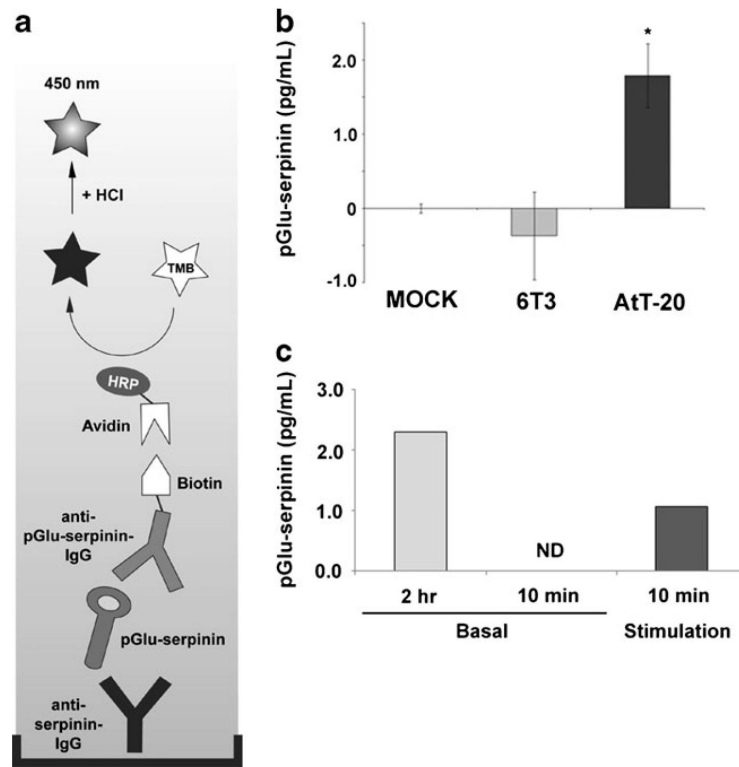 a
450 nm
+ HCl
TMB
HRP
Avidin
Biotin
anti-
pGlu-serpinin-
IgG
pGlu-serpinin
anti-
serpinin-
IgG
b
pGlu-serpinin (pg/mL)
2.0
1.0
0
-1.0
*
MOCK
6T3
AtT-20
c
pGlu-serpinin (pg/mL)
3.0
2.0
1.0
0.0
ND
2 hr
10 min
10 min
Basal
Stimulation